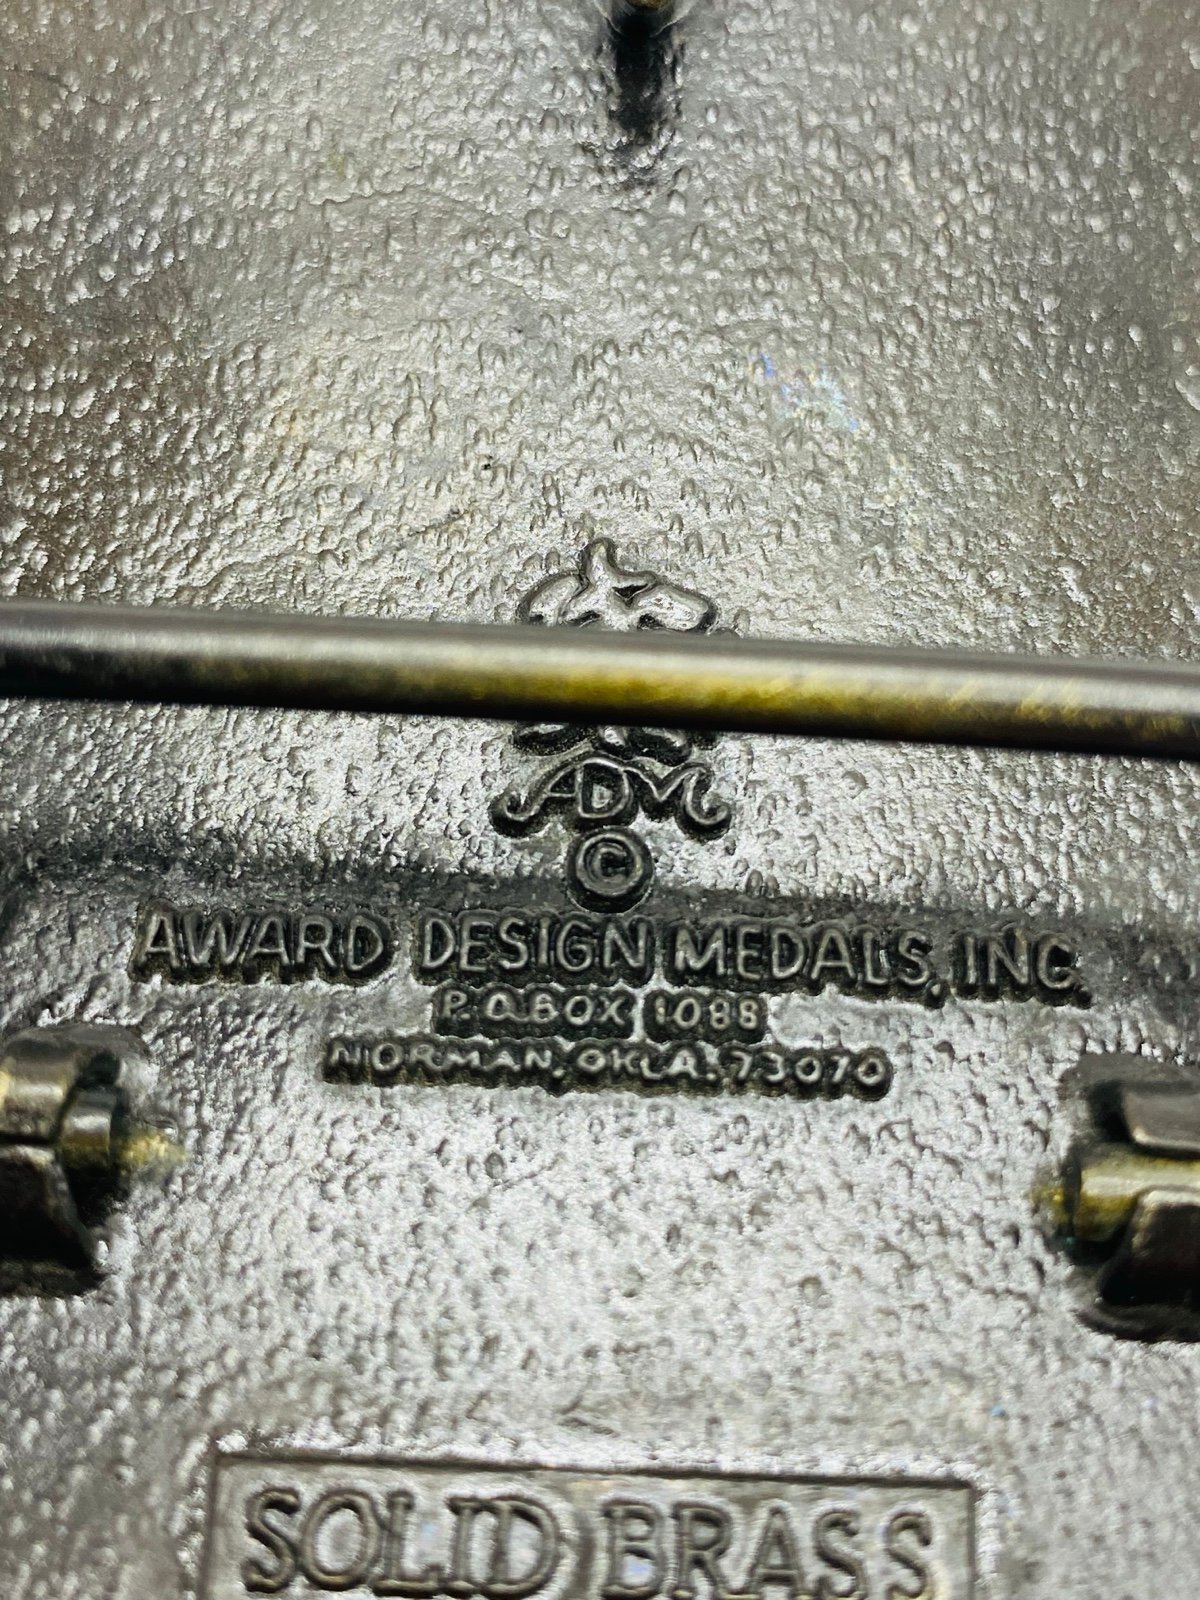 ADM
©
AWARD DESIGN MEDALS, INC.
P.O. BOX 1088
NORMAN, OKLA. 73070
SOLID BRASS